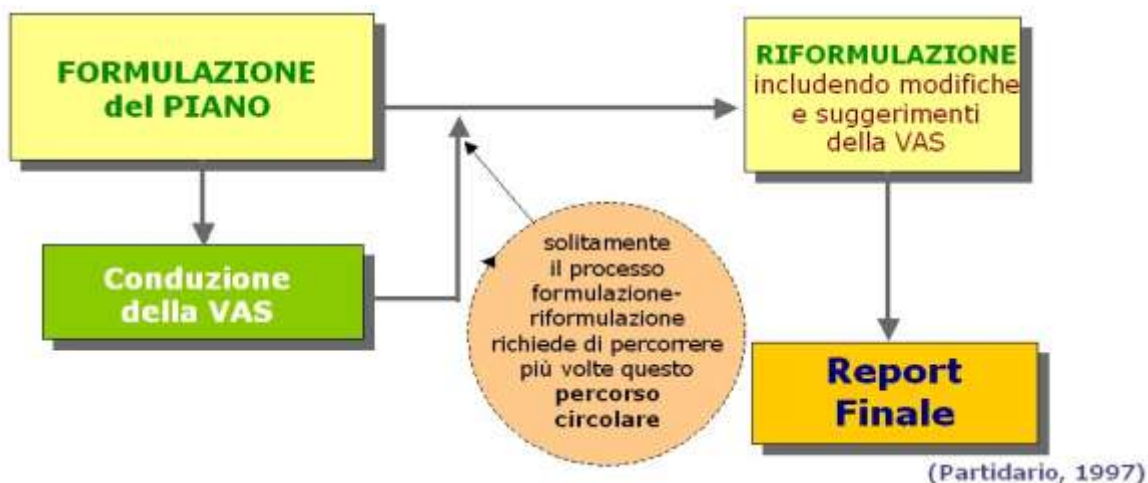 FORMULAZIONE
del PIANO
RIFORMULAZIONE
includendo modifiche
e suggerimenti
della VAS
Conduzione
della VAS
solitamente
il processo
formulazione-
riformulazione
richiede di percorrere
più volte questo
percorso
circolare
Report
Finale
(Partidario, 1997)